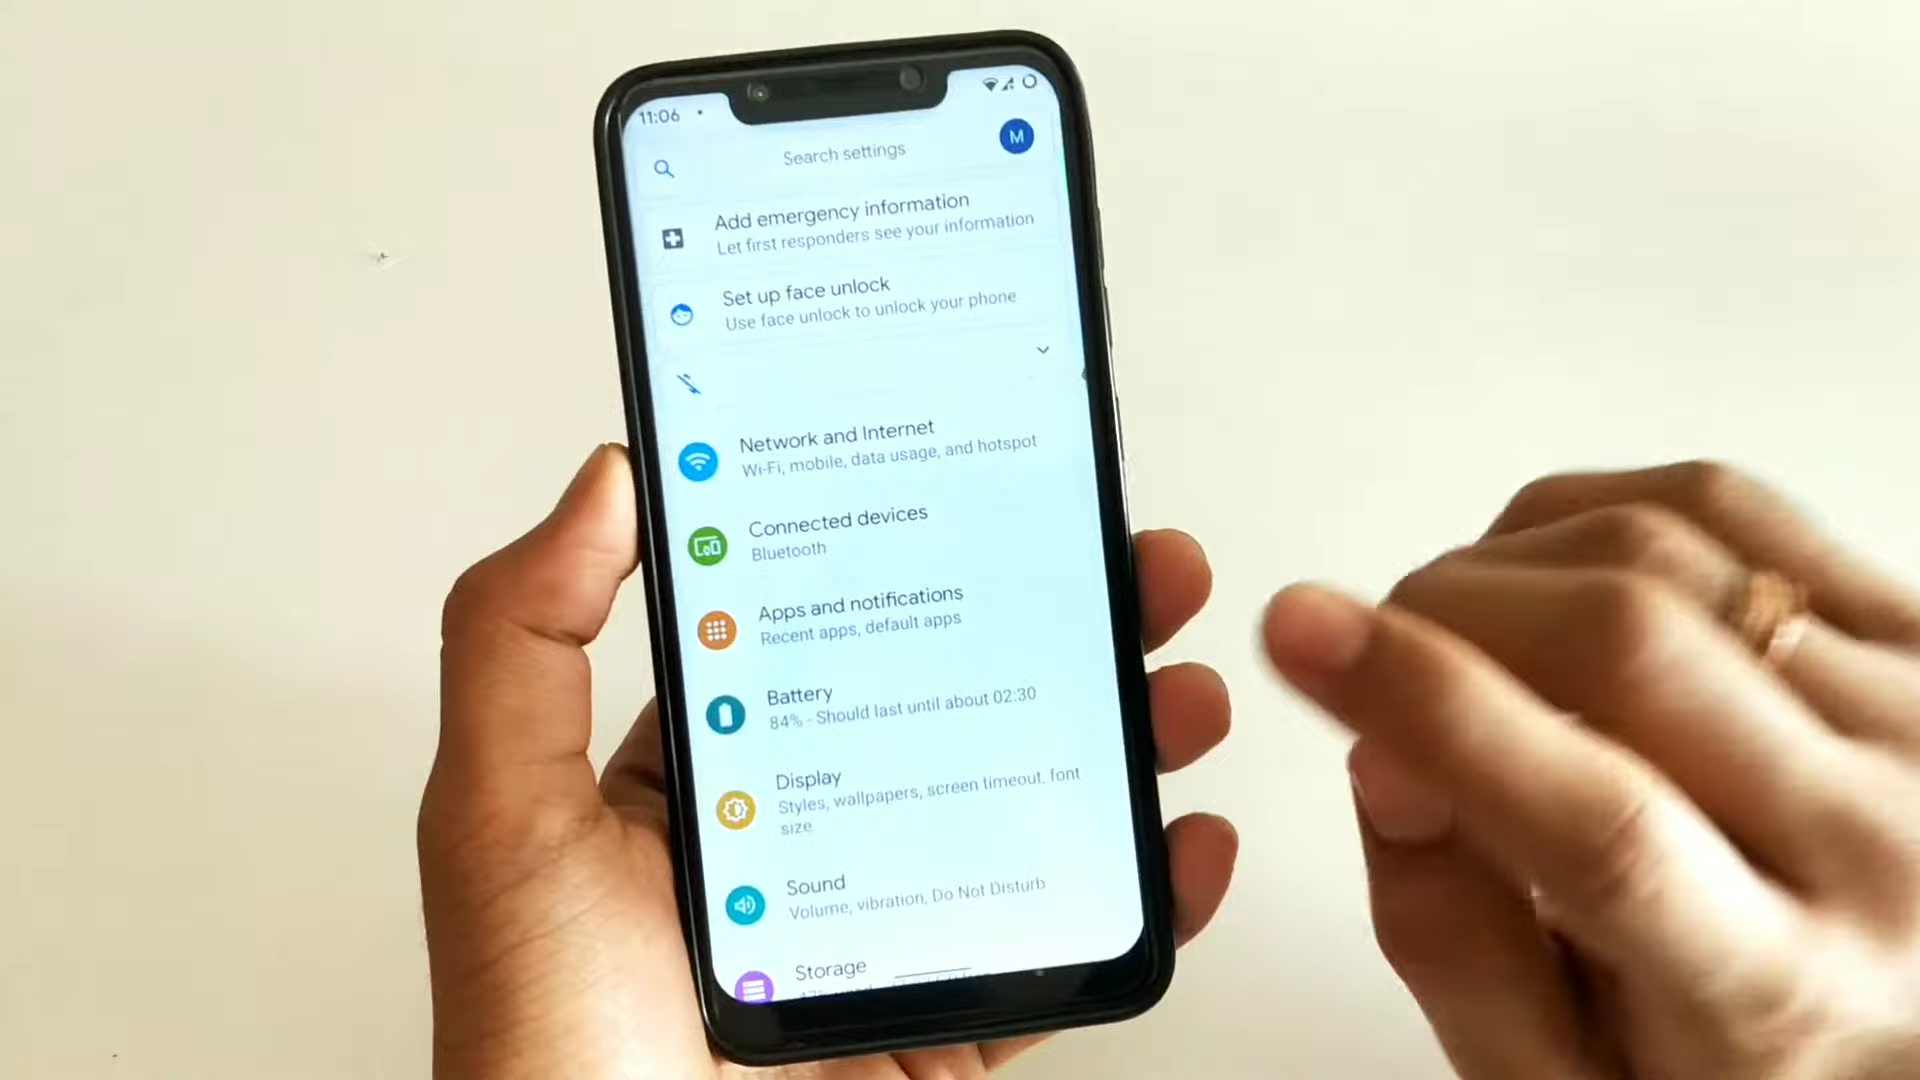 11:06
Search settings
M
Add emergency information
Let first responders see your information
Set up face unlock
Use face unlock to unlock your phone
Network and Internet
Wi-Fi, mobile, data usage, and hotspot
Connected devices
Bluetooth
Apps and notifications
Recent apps, default apps
Battery
84% - Should last until about 02:30
Display
Styles, wallpapers, screen timeout, font
size
Sound
Volume, vibration, Do Not Disturb
Storage